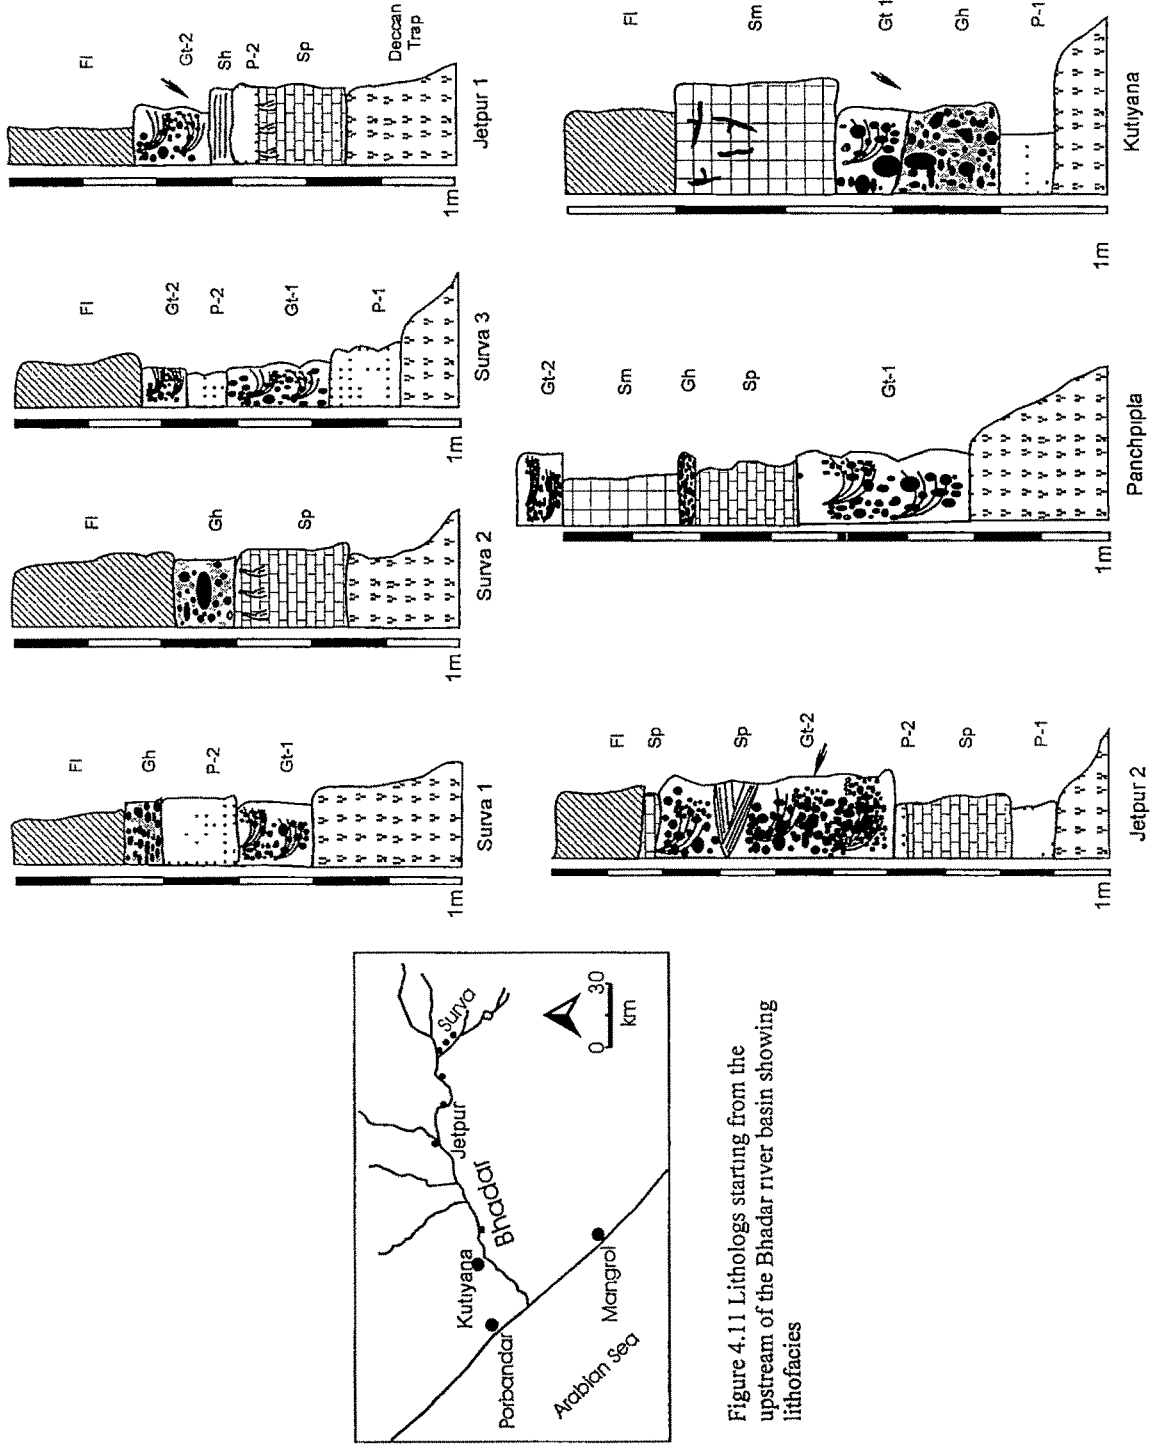 Surva 1
Fl
Gh
P-2
Gt-1
1m
Surva 2
Fl
Gh
Sp
1m
Surva 3
Fl
Gt-2
P-2
Gt-1
P-1
1m
Jetpur 1
Fl
Gt-2
Sh
P-2
Sp
Deccan
Trap
1m
Jetpur 2
Fl
Sp
Sp
Gt-2
P-2
Sp
P-1
1m
Panchpipla
Gt-2
Sm
Gh
Sp
Gt-1
1m
Kutiyana
Fl
Sm
Gt 1
Gh
P-1
1m
Surva
Jetpur
Bhadar
Kutiyana
Porbandar
Mangrol
Arabian Sea
0 30
km
Figure 4.11 Lithologs starting from the
upstream of the Bhadar river basin showing
lithofacies